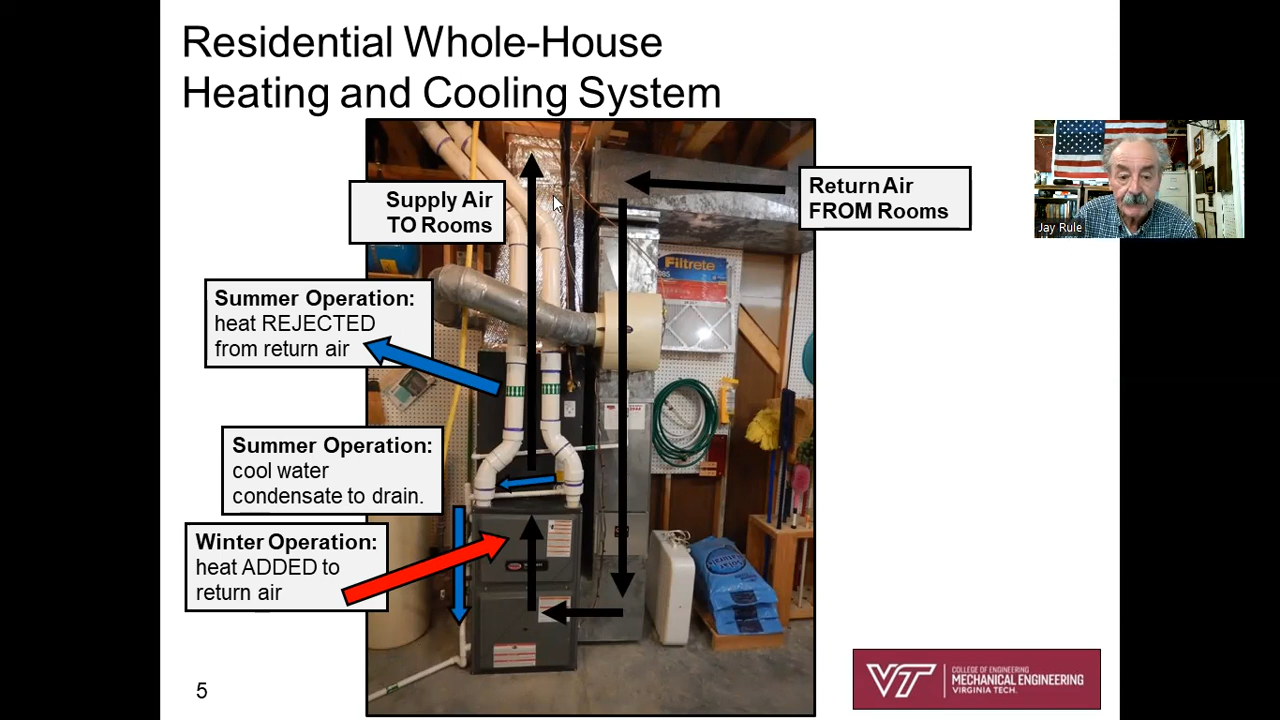 Residential Whole-House
Heating and Cooling System
Supply Air
TO Rooms
Return Air
FROM Rooms
Filtrete
Summer Operation:
heat REJECTED
from return air
Summer Operation:
cool water
condensate to drain.
Winter Operation:
heat ADDED to
return air
Jay Rule
5
VT
COLLEGE OF ENGINEERING
MECHANICAL ENGINEERING
VIRGINIA TECH.